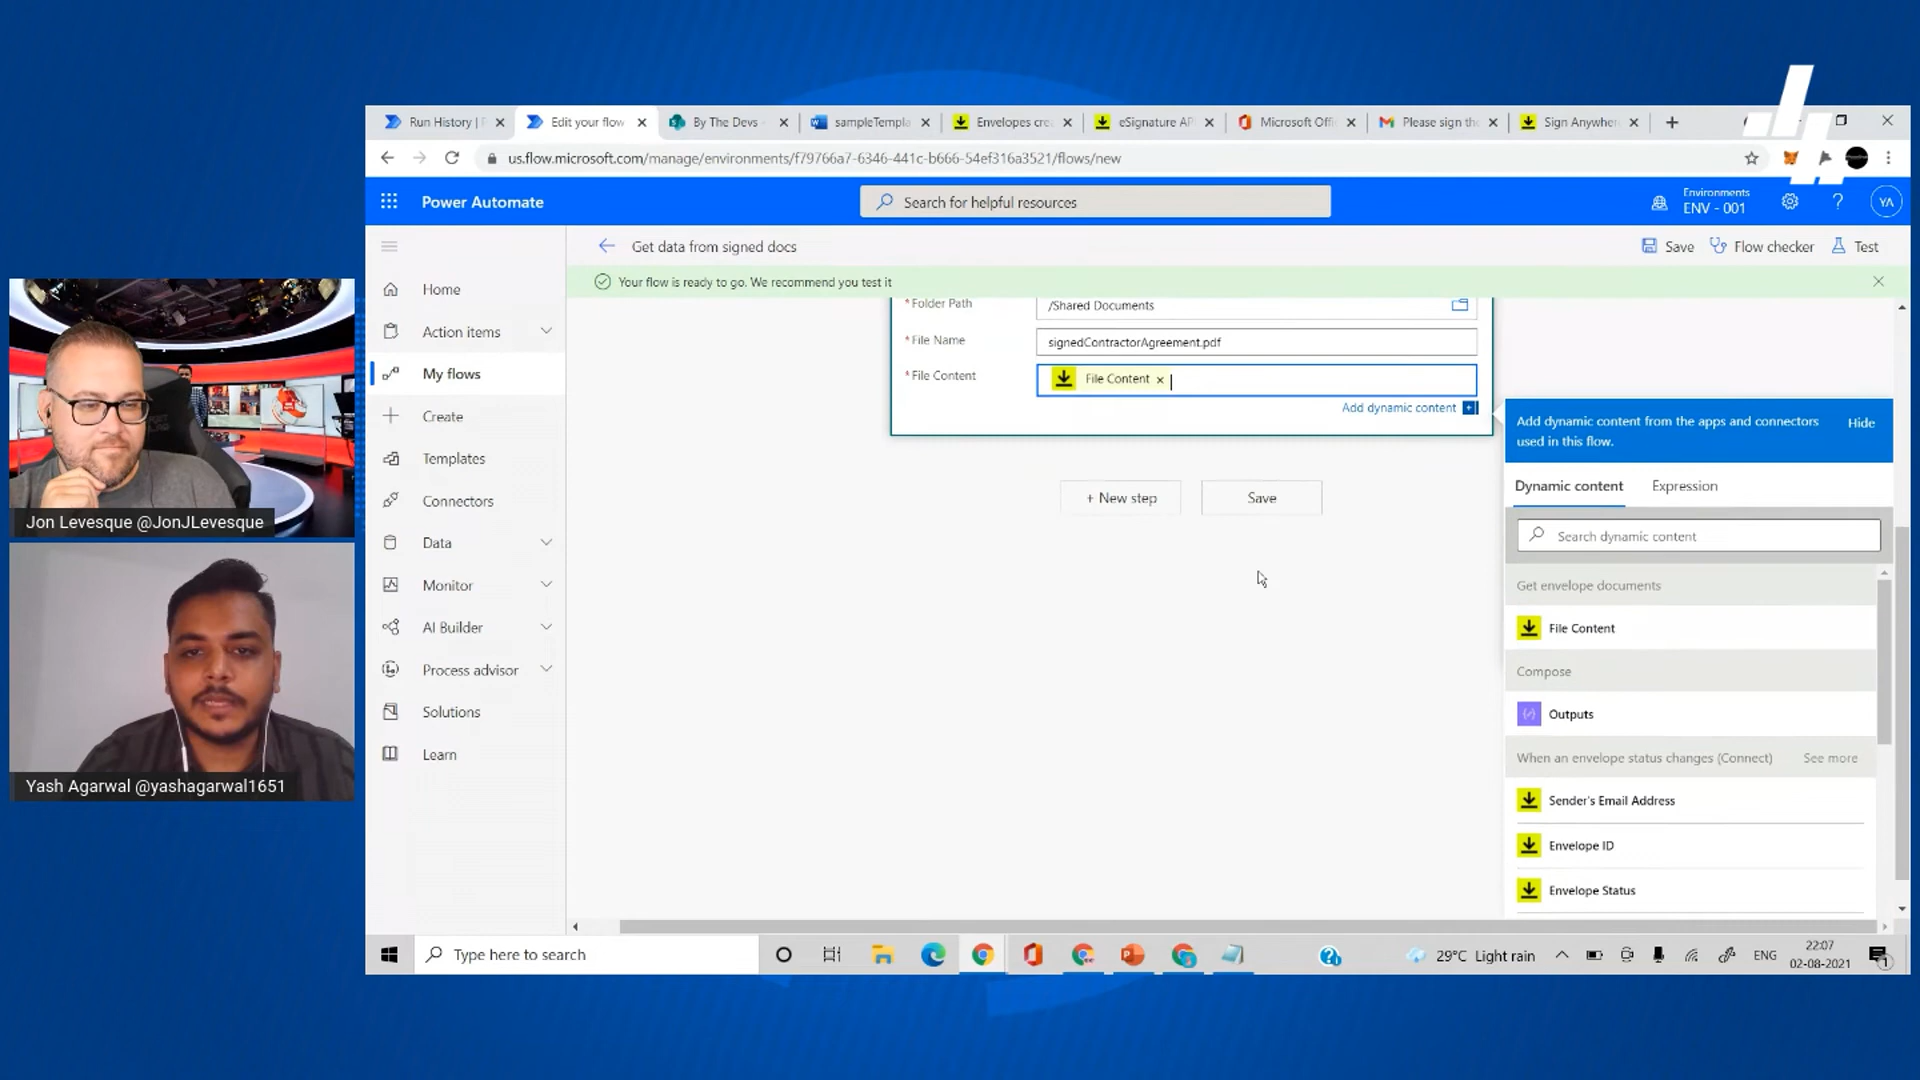 Run History | 
Edit your flow
By The Devs -
sampleTempla
Envelopes cre
eSignature AP
Microsoft Offi
Please sign th
Sign Anywher
us.flow.microsoft.com/manage/environments/f79766a7-6346-441c-b666-54ef316a3521/flows/new
Power Automate
Search for helpful resources
Environments
ENV - 001
YA
Get data from signed docs
Save
Flow checker
Test
Your flow is ready to go. We recommend you test it
Home
Action items
My flows
Create
Templates
Connectors
Data
Monitor
AI Builder
Process advisor
Solutions
Learn
* Folder Path
/Shared Documents
* File Name
signedContractorAgreement.pdf
* File Content
File Content ×
Add dynamic content
+ New step
Save
Add dynamic content from the apps and connectors
used in this flow.
Hide
Dynamic content
Expression
Search dynamic content
Get envelope documents
File Content
Compose
Outputs
When an envelope status changes (Connect)
See more
Sender's Email Address
Envelope ID
Envelope Status
Jon Levesque @JonJLevesque
Yash Agarwal @yashagarwal1651
Type here to search
29°C Light rain
ENG
22:07
02-08-2021
1